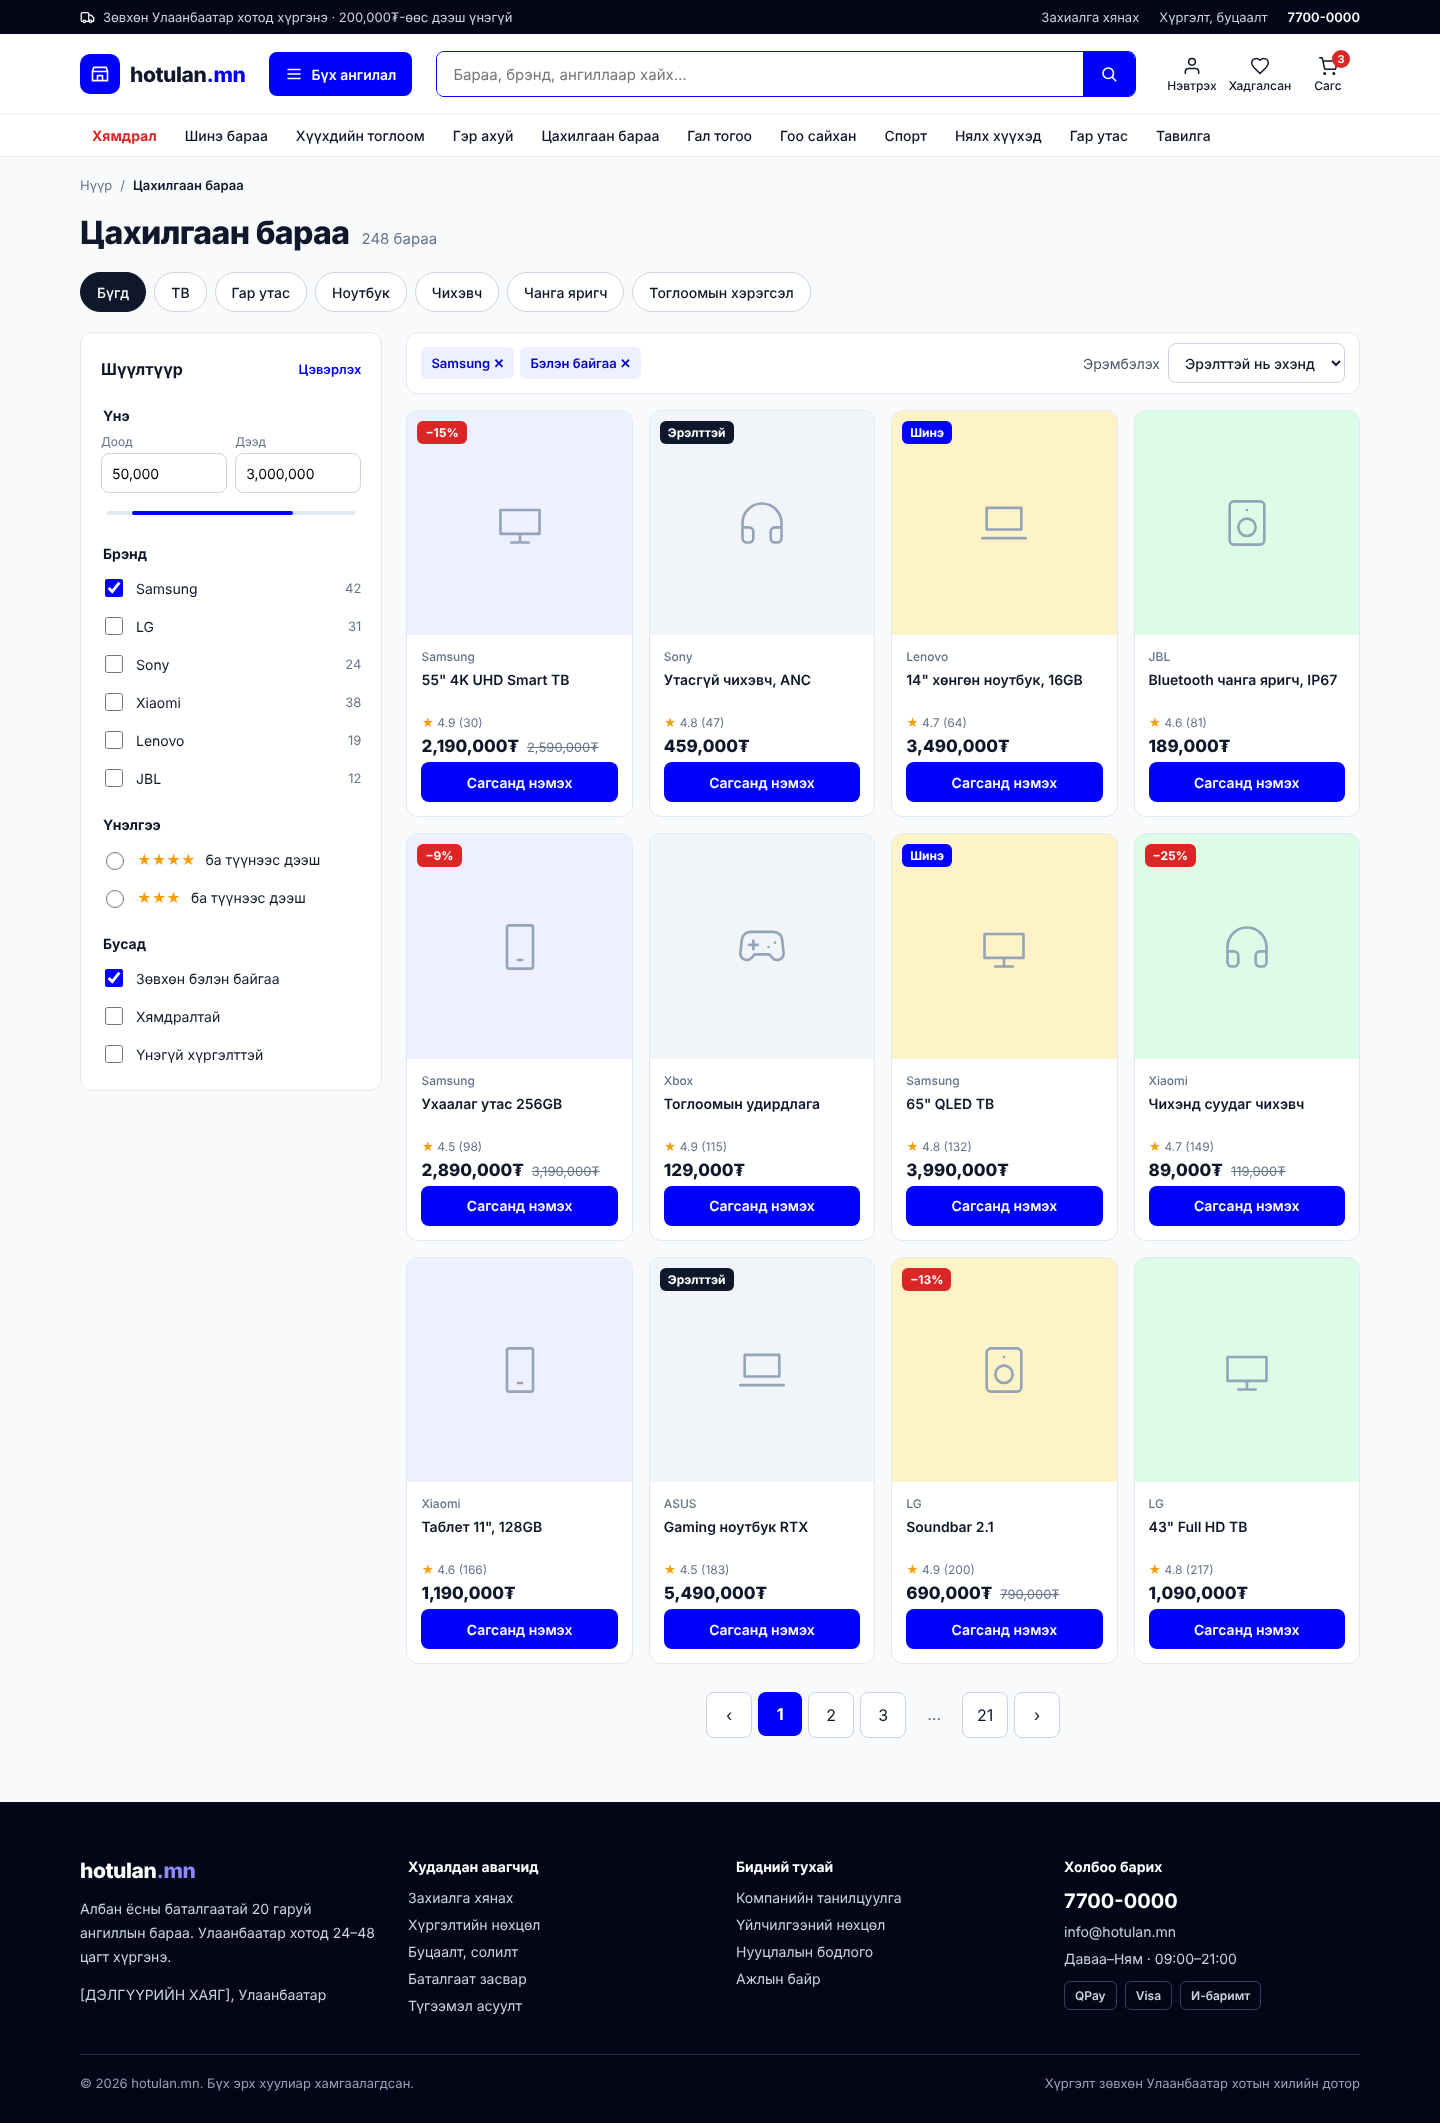 Зөвхөн Улаанбаатар хотод хүргэнэ · 200,000₮-өөс дээш үнэгүй
Захиалга хянах
Хүргэлт, буцаалт
7700-0000
hotulan.mn
Бүх ангилал
Бараа, брэнд, ангиллаар хайх...
Нэвтрэх
Хадгалсан
3
Сагс
Хямдрал
Шинэ бараа
Хүүхдийн тоглоом
Гэр ахуй
Цахилгаан бараа
Гал тогоо
Гоо сайхан
Спорт
Нялх хүүхэд
Гар утас
Тавилга
Нүүр / Цахилгаан бараа
Цахилгаан бараа 248 бараа
Бүгд
ТВ
Гар утас
Ноутбук
Чихэвч
Чанга яригч
Тоглоомын хэрэгсэл
Шүүлтүүр
Цэвэрлэх
Үнэ
Доод
Дээд
50,000
3,000,000
Брэнд
Samsung 42
LG 31
Sony 24
Xiaomi 38
Lenovo 19
JBL 12
Үнэлгээ
★★★★ ба түүнээс дээш
★★★ ба түүнээс дээш
Бусад
Зөвхөн бэлэн байгаа
Хямдралтай
Үнэгүй хүргэлттэй
Samsung ✕
Бэлэн байгаа ✕
Эрэмбэлэх
Эрэлттэй нь эхэнд
−15%
Samsung
55" 4K UHD Smart ТВ
★ 4.9 (30)
2,190,000₮ 2,590,000₮
Сагсанд нэмэх
Эрэлттэй
Sony
Утасгүй чихэвч, ANC
★ 4.8 (47)
459,000₮
Сагсанд нэмэх
Шинэ
Lenovo
14" хөнгөн ноутбук, 16GB
★ 4.7 (64)
3,490,000₮
Сагсанд нэмэх
JBL
Bluetooth чанга яригч, IP67
★ 4.6 (81)
189,000₮
Сагсанд нэмэх
−9%
Samsung
Ухаалаг утас 256GB
★ 4.5 (98)
2,890,000₮ 3,190,000₮
Сагсанд нэмэх
Xbox
Тоглоомын удирдлага
★ 4.9 (115)
129,000₮
Сагсанд нэмэх
Шинэ
Samsung
65" QLED ТВ
★ 4.8 (132)
3,990,000₮
Сагсанд нэмэх
−25%
Xiaomi
Чихэнд суудаг чихэвч
★ 4.7 (149)
89,000₮ 119,000₮
Сагсанд нэмэх
Xiaomi
Таблет 11", 128GB
★ 4.6 (166)
1,190,000₮
Сагсанд нэмэх
Эрэлттэй
ASUS
Gaming ноутбук RTX
★ 4.5 (183)
5,490,000₮
Сагсанд нэмэх
−13%
LG
Soundbar 2.1
★ 4.9 (200)
690,000₮ 790,000₮
Сагсанд нэмэх
LG
43" Full HD ТВ
★ 4.8 (217)
1,090,000₮
Сагсанд нэмэх
‹ 1 2 3 … 21 ›
hotulan.mn
Албан ёсны баталгаатай 20 гаруй
ангиллын бараа. Улаанбаатар хотод 24–48
цагт хүргэнэ.
[ДЭЛГҮҮРИЙН ХАЯГ], Улаанбаатар
Худалдан авагчид
Захиалга хянах
Хүргэлтийн нөхцөл
Буцаалт, солилт
Баталгаат засвар
Түгээмэл асуулт
Бидний тухай
Компанийн танилцуулга
Үйлчилгээний нөхцөл
Нууцлалын бодлого
Ажлын байр
Холбоо барих
7700-0000
info@hotulan.mn
Даваа–Ням · 09:00–21:00
QPay
Visa
И-баримт
© 2026 hotulan.mn. Бүх эрх хуулиар хамгаалагдсан.
Хүргэлт зөвхөн Улаанбаатар хотын хилийн дотор